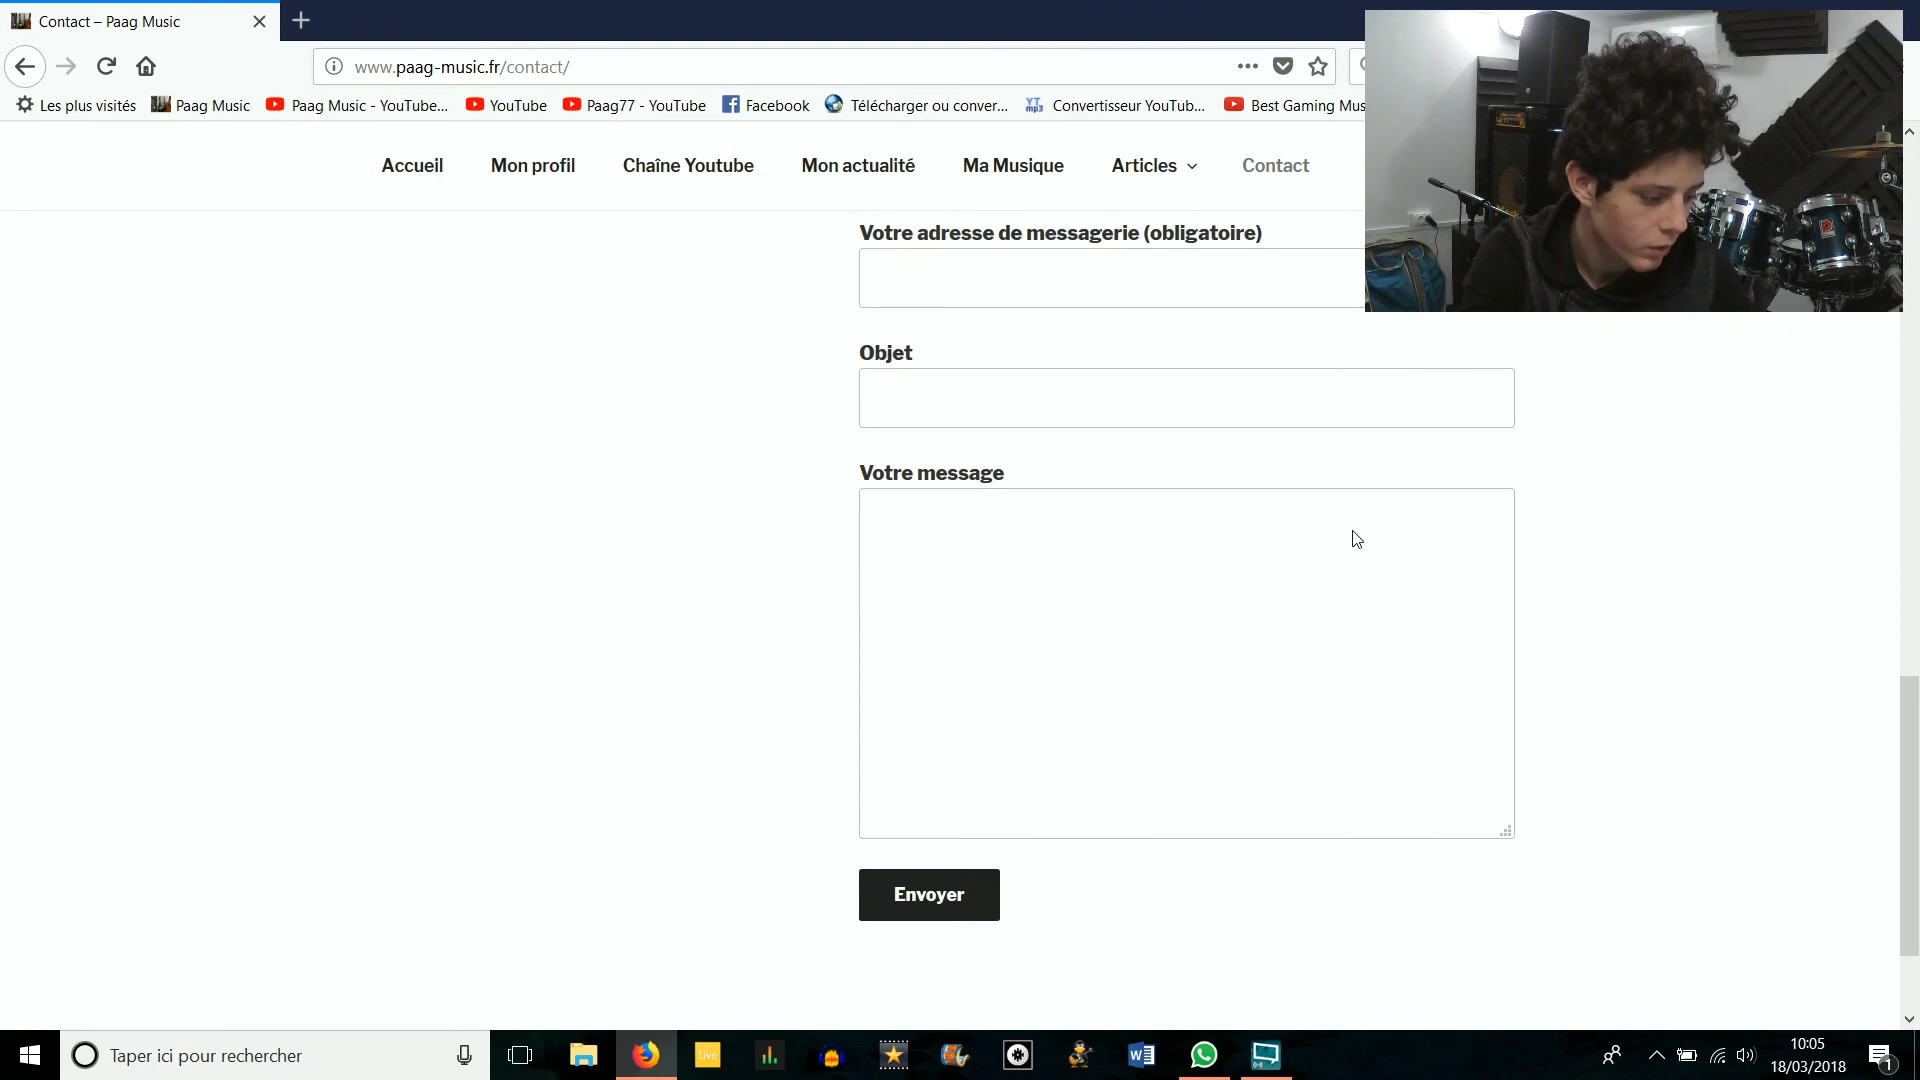 Contact – Paag Music
www.paag-music.fr/contact/
Les plus visités Paag Music Paag Music - YouTube... YouTube Paag77 - YouTube Facebook Télécharger ou conver... Convertisseur YouTub... Best Gaming Mus
Accueil Mon profil Chaîne Youtube Mon actualité Ma Musique Articles Contact
Votre adresse de messagerie (obligatoire)
Objet
Votre message
Envoyer
Taper ici pour rechercher
Live
10:05
18/03/2018
1